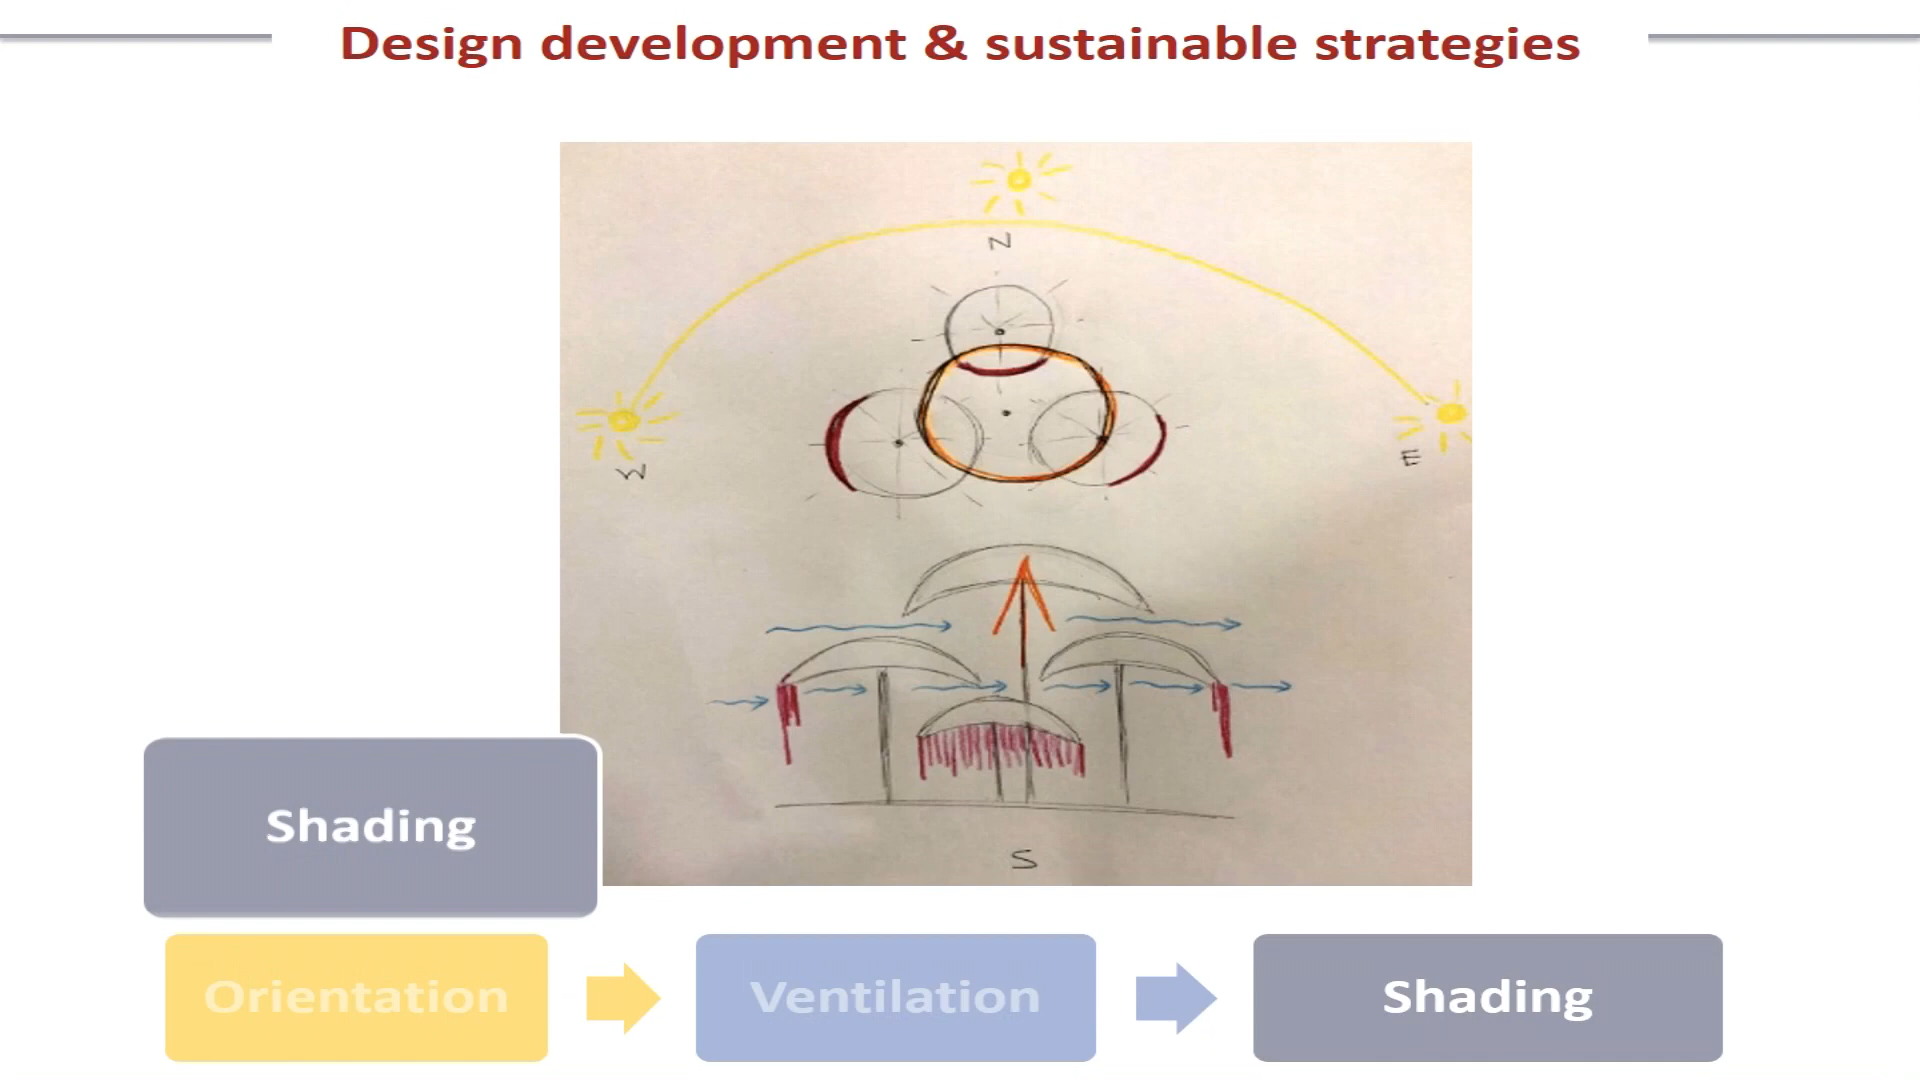 Design development & sustainable strategies
N
W
E
S
Shading
Orientation
Ventilation
Shading